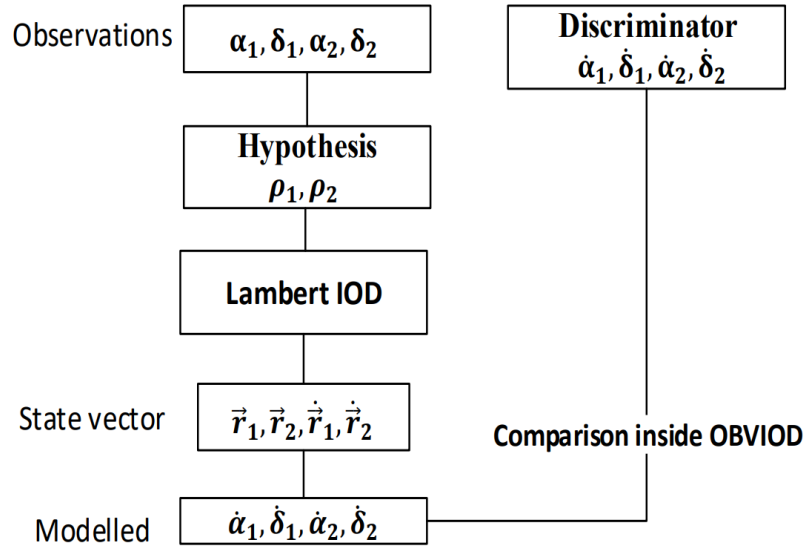 Observations
α₁, δ₁, α₂, δ₂
Discriminator
α̇₁, δ̇₁, α̇₂, δ̇₂
Hypothesis
ρ₁, ρ₂
Lambert IOD
State vector
r⃗₁, r⃗₂, ṙ⃗₁, ṙ⃗₂
Comparison inside OBVIOD
Modelled
α̇₁, δ̇₁, α̇₂, δ̇₂